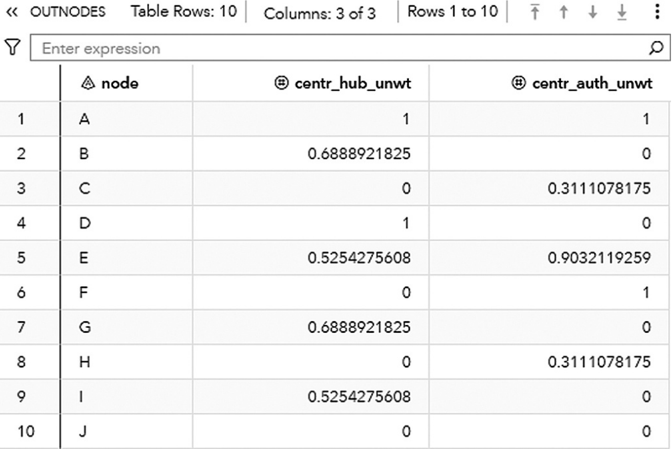 OUTNODES Table Rows: 10 Columns: 3 of 3 Rows 1 to 10
Enter expression
node centr_hub_unwt centr_auth_unwt
1 A 1 1
2 B 0.6888921825 0
3 C 0 0.3111078175
4 D 1 0
5 E 0.5254275608 0.9032119259
6 F 0 1
7 G 0.6888921825 0
8 H 0 0.3111078175
9 I 0.5254275608 0
10 J 0 0